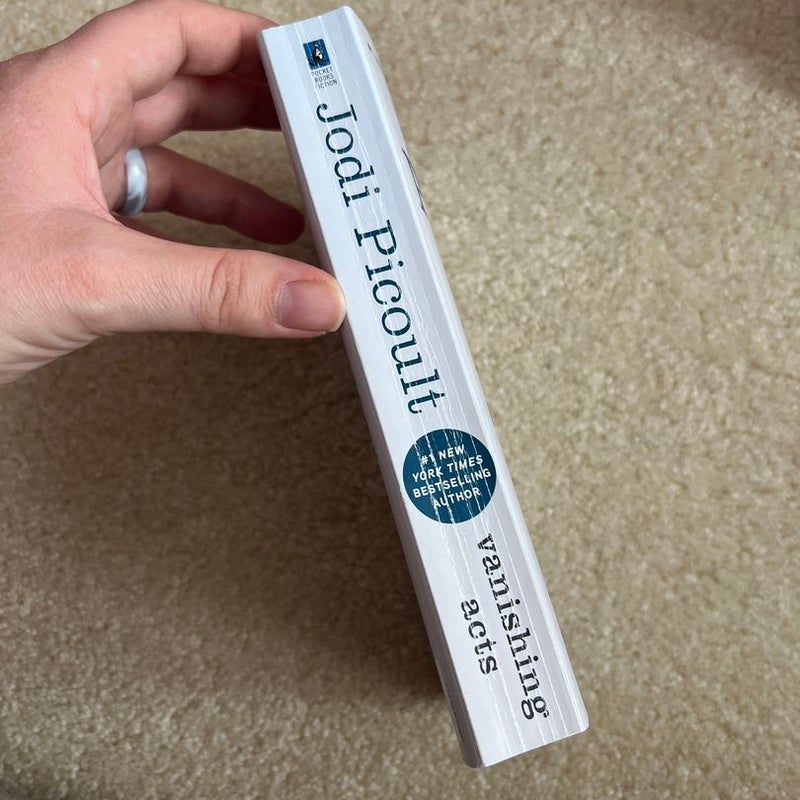 POCKET
BOOKS
FICTION
Jodi Picoult
#1 NEW
YORK TIMES
BESTSELLING
AUTHOR
vanishing
acts